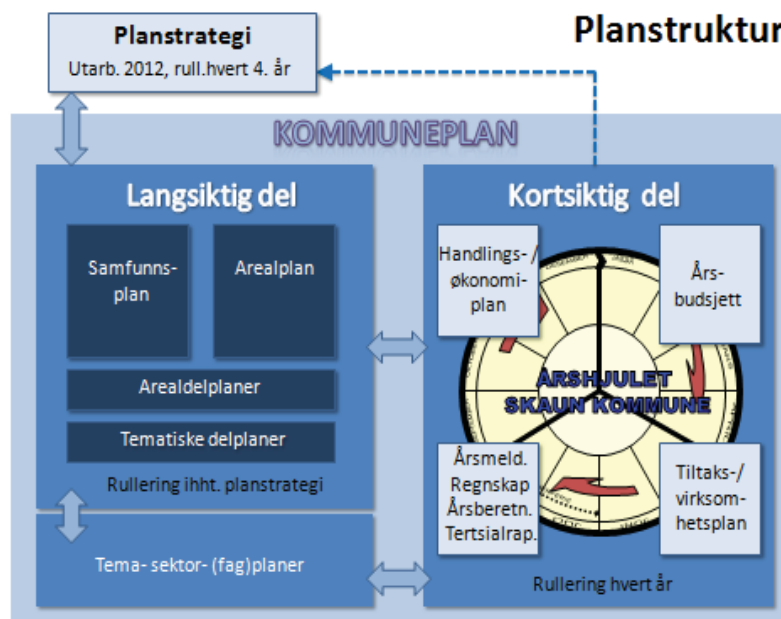 Planstruktur
Planstrategi
Utarb. 2012, rull.hvert 4. år
KOMMUNEPLAN
Langsiktig del
Samfunns-
plan
Arealplan
Arealdelplaner
Tematiske delplaner
Rullering ihht. planstrategi
Tema- sektor- (fag)planer
Kortsiktig del
Handlings-/
økonomi-
plan
Års-
budsjett
ÅRSHJULET
SKAUN KOMMUNE
Årsmeld.
Regnskap
Årsberetn.
Tertsialrap.
Tiltaks-/
virksom-
hetsplan
Rullering hvert år